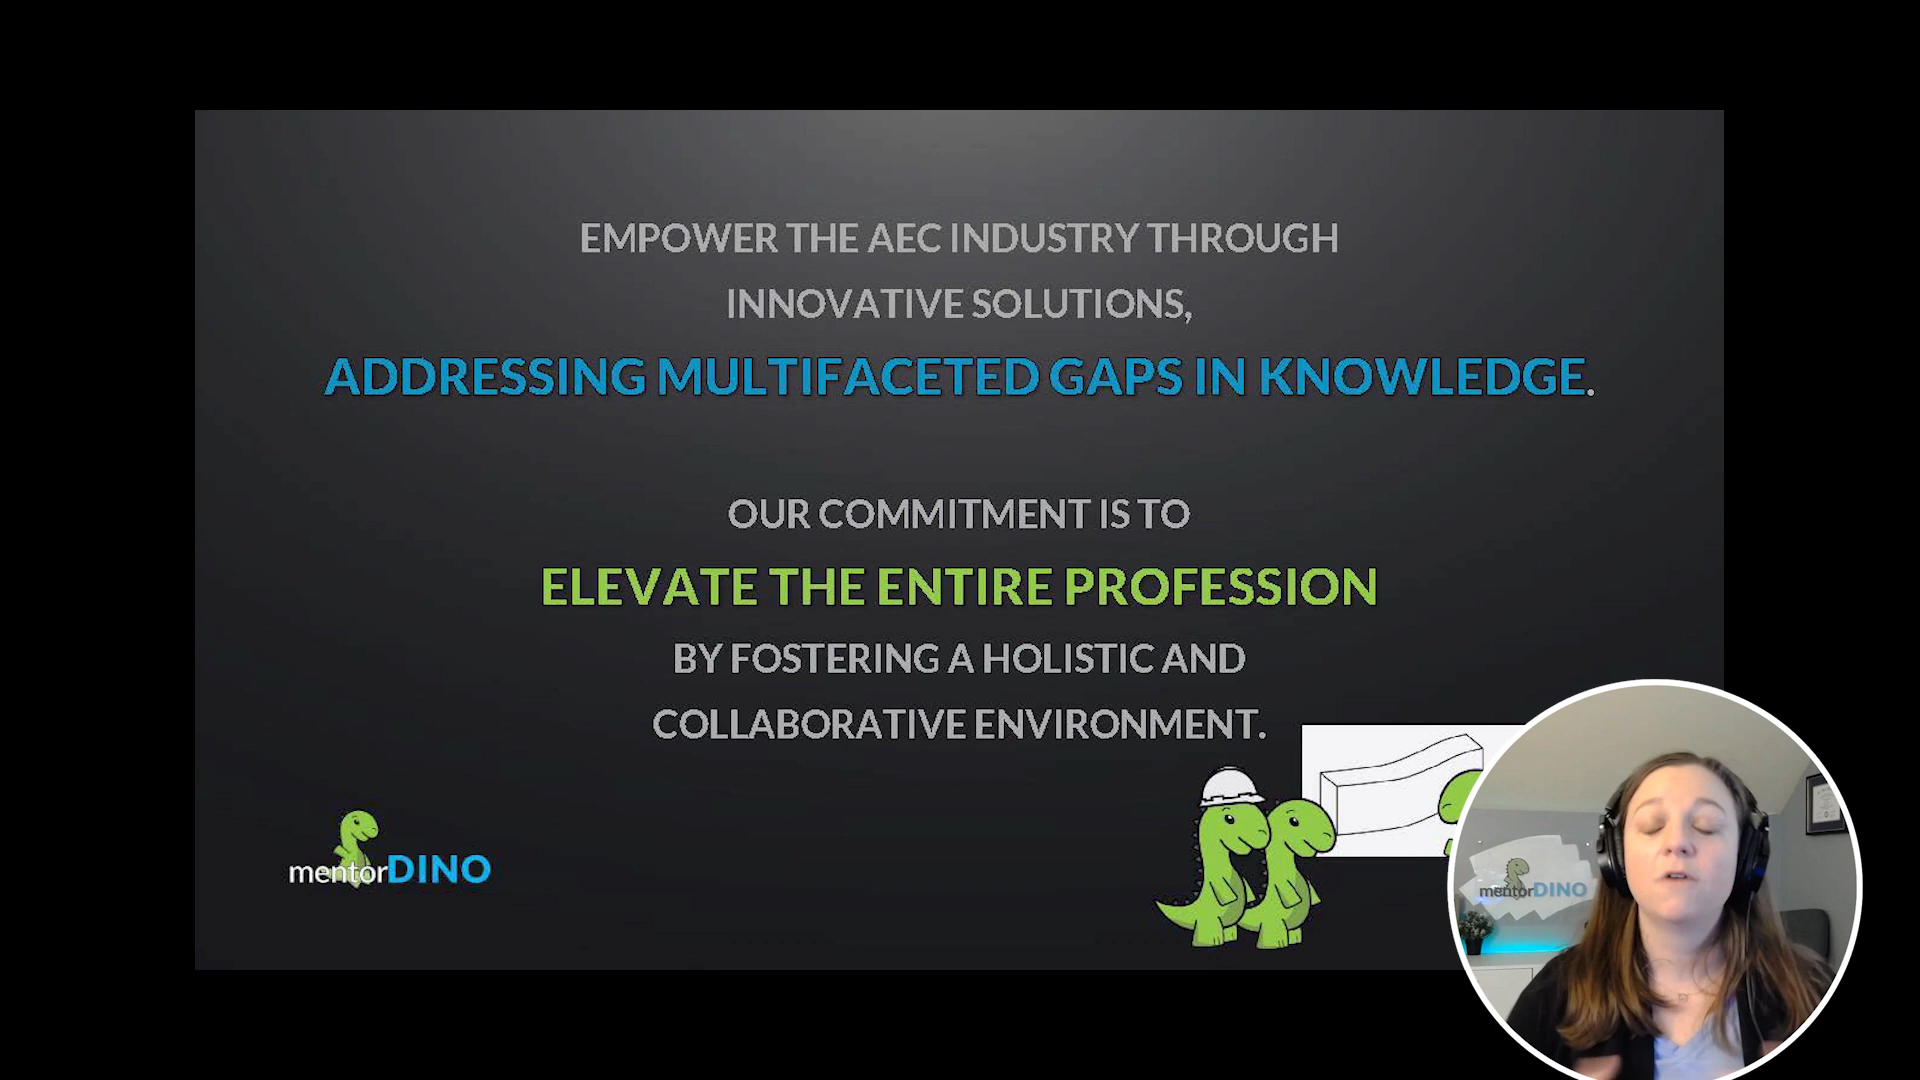 EMPOWER THE AEC INDUSTRY THROUGH
INNOVATIVE SOLUTIONS,
ADDRESSING MULTIFACETED GAPS IN KNOWLEDGE.
OUR COMMITMENT IS TO
ELEVATE THE ENTIRE PROFESSION
BY FOSTERING A HOLISTIC AND
COLLABORATIVE ENVIRONMENT.
mentorDINO
mentorDINO